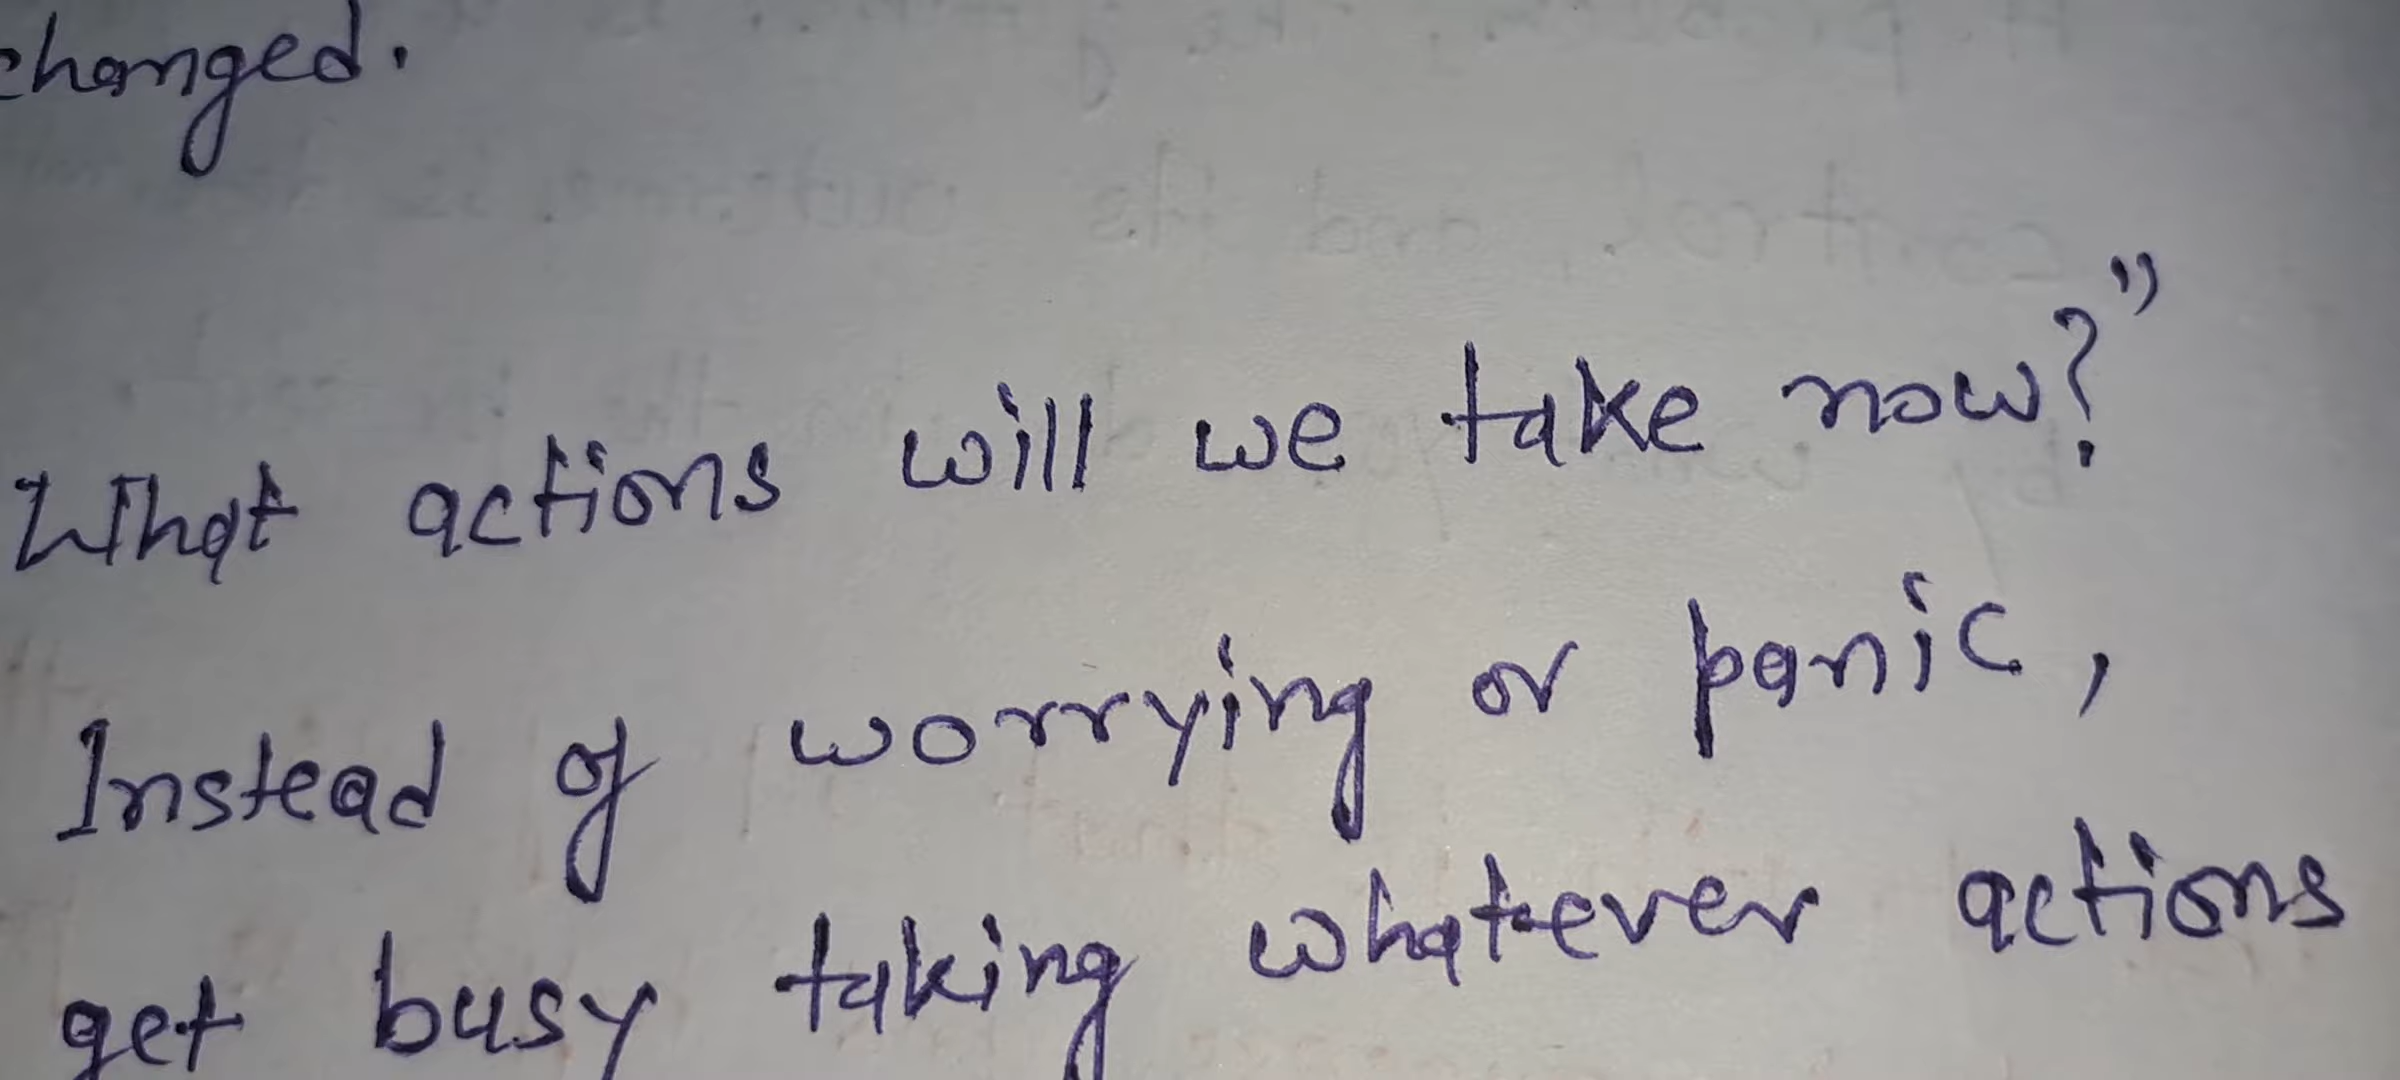 changed.
What actions will we take now?"
Instead of worrying or panic,
get busy taking whatever actions